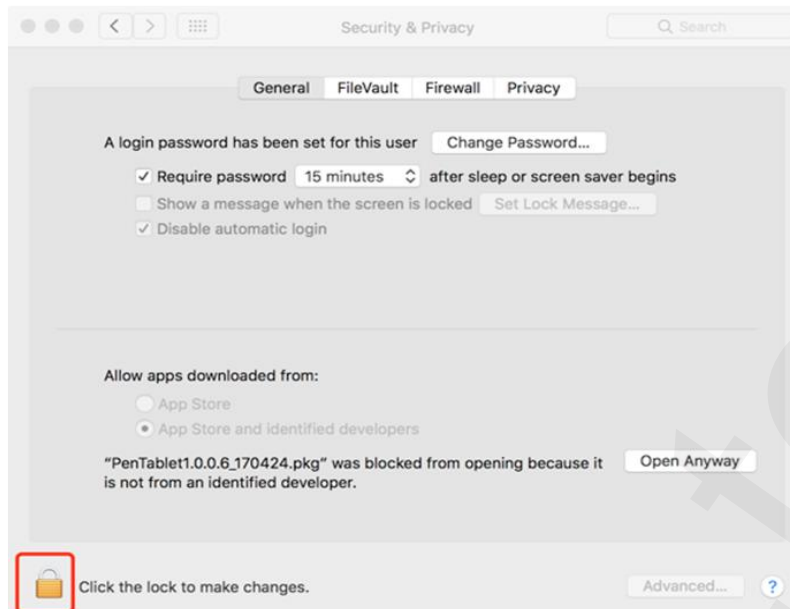 Security & Privacy
Search
General FileVault Firewall Privacy
A login password has been set for this user Change Password...
Require password 15 minutes after sleep or screen saver begins
Show a message when the screen is locked Set Lock Message...
Disable automatic login
Allow apps downloaded from:
App Store
App Store and identified developers
"PenTablet1.0.0.6_170424.pkg" was blocked from opening because it Open Anyway
is not from an identified developer.
Click the lock to make changes.
Advanced... ?